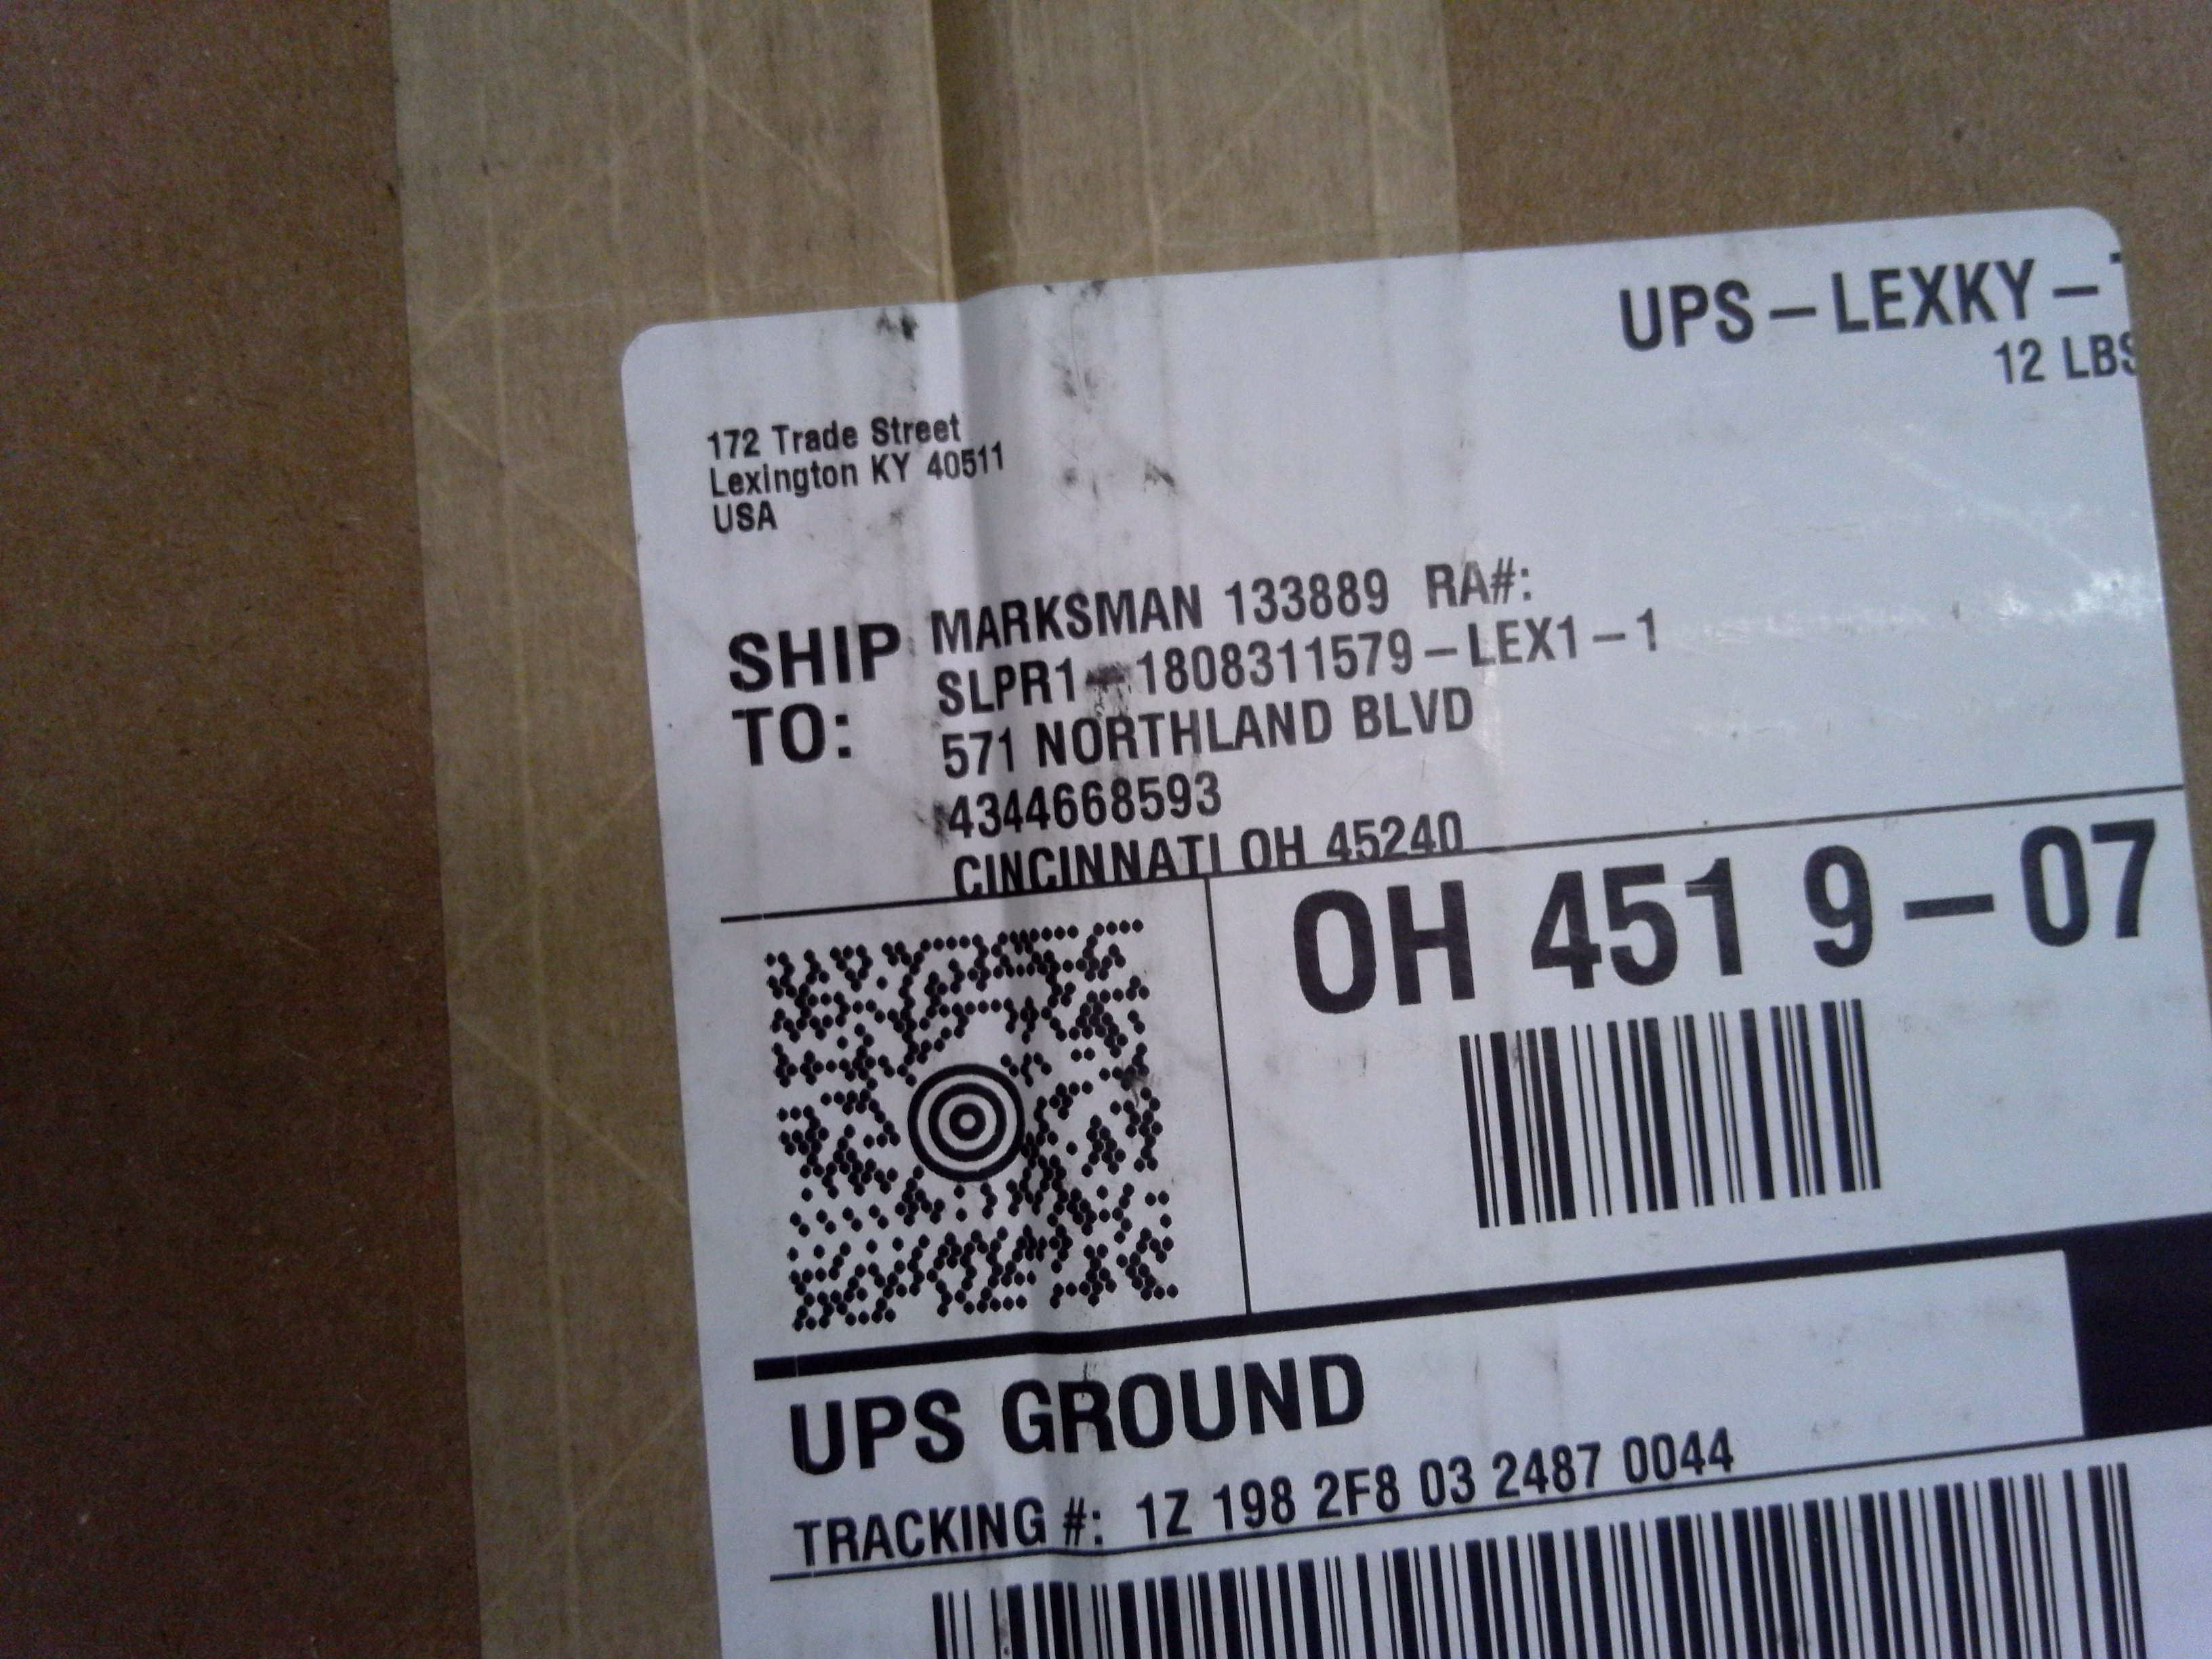 UPS – LEXKY –
12 LBS
172 Trade Street
Lexington KY 40511
USA
SHIP TO:
MARKSMAN 133889 RA#:
SLPR1 – 1808311579 – LEX1 – 1
571 NORTHLAND BLVD
4344668593
CINCINNATI OH 45240
OH 451 9 – 07
UPS GROUND
TRACKING #: 1Z 198 2F8 03 2487 0044